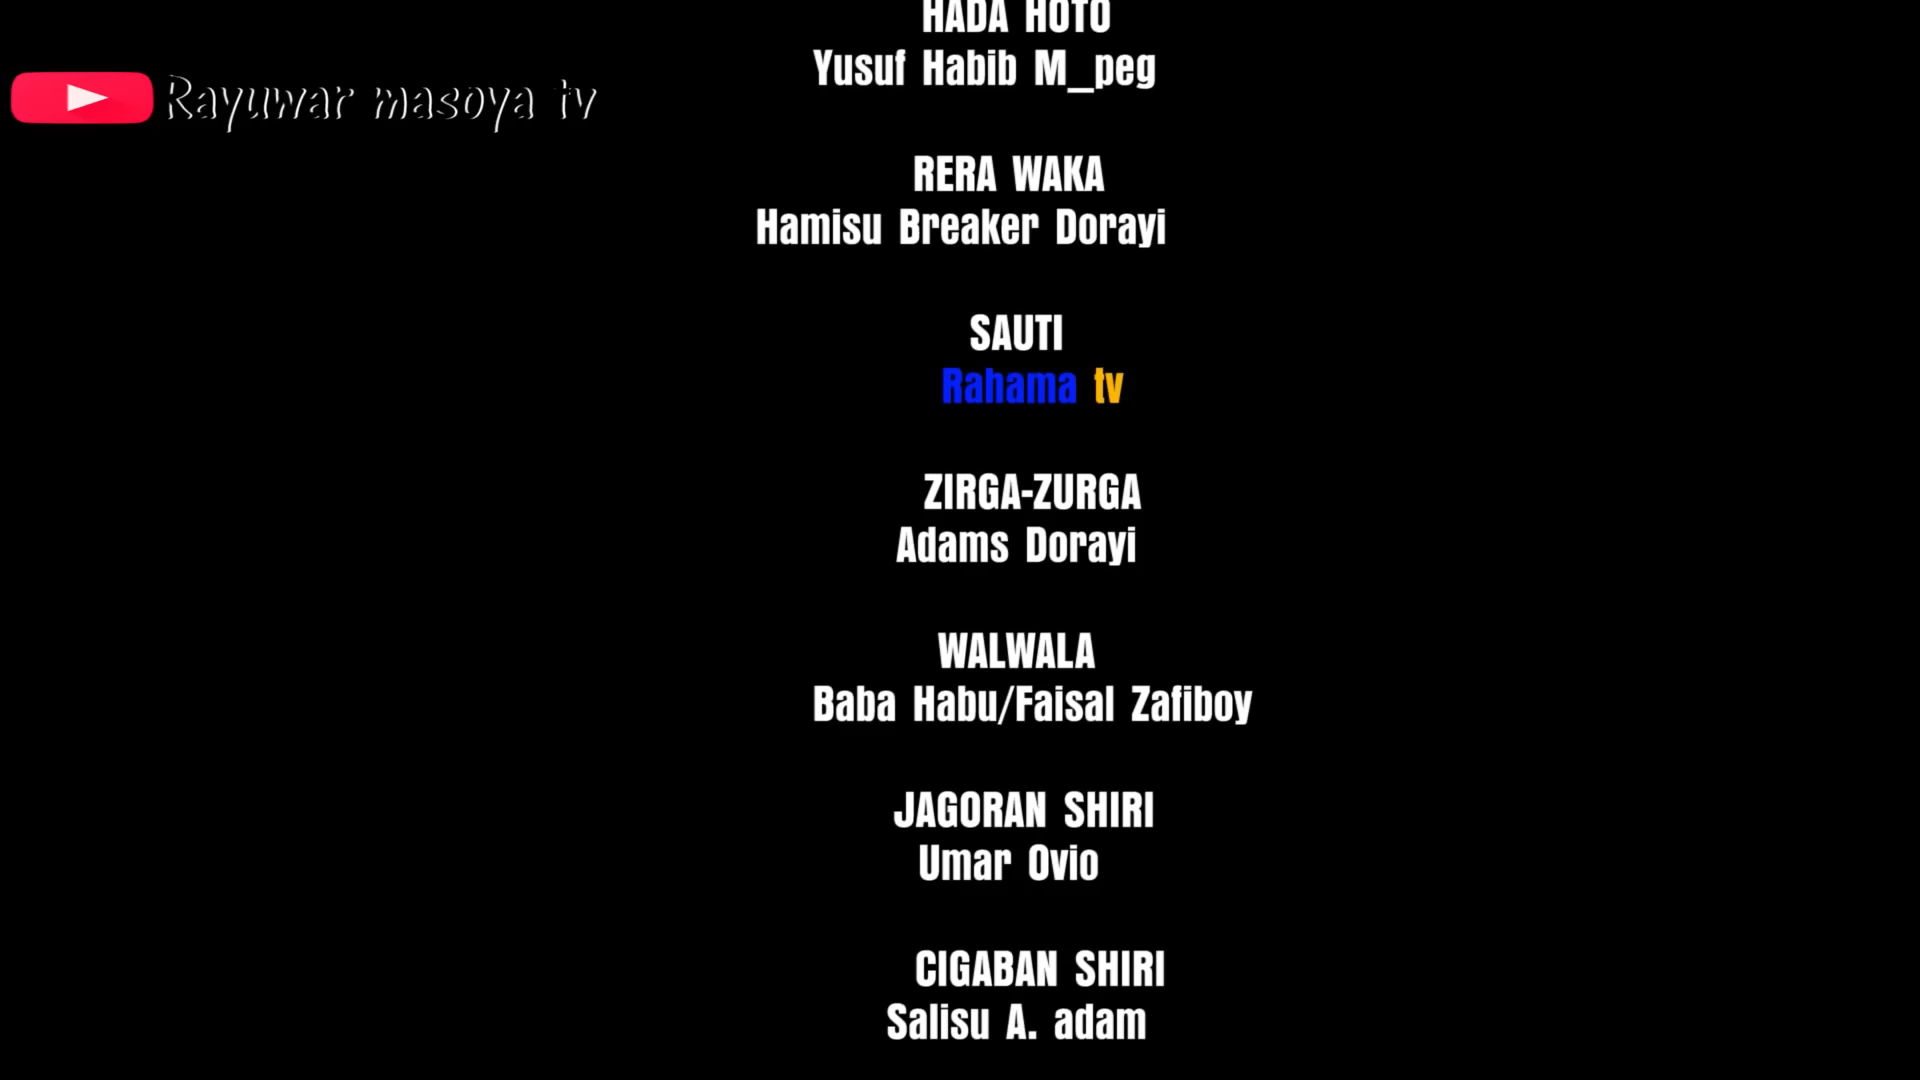 HADA HOTO
Yusuf Habib M_peg
Rayuwar masoya tv
RERA WAKA
Hamisu Breaker Dorayi
SAUTI
Rahama tv
ZIRGA-ZURGA
Adams Dorayi
WALWALA
Baba Habu/Faisal Zafiboy
JAGORAN SHIRI
Umar Ovio
CIGABAN SHIRI
Salisu A. adam